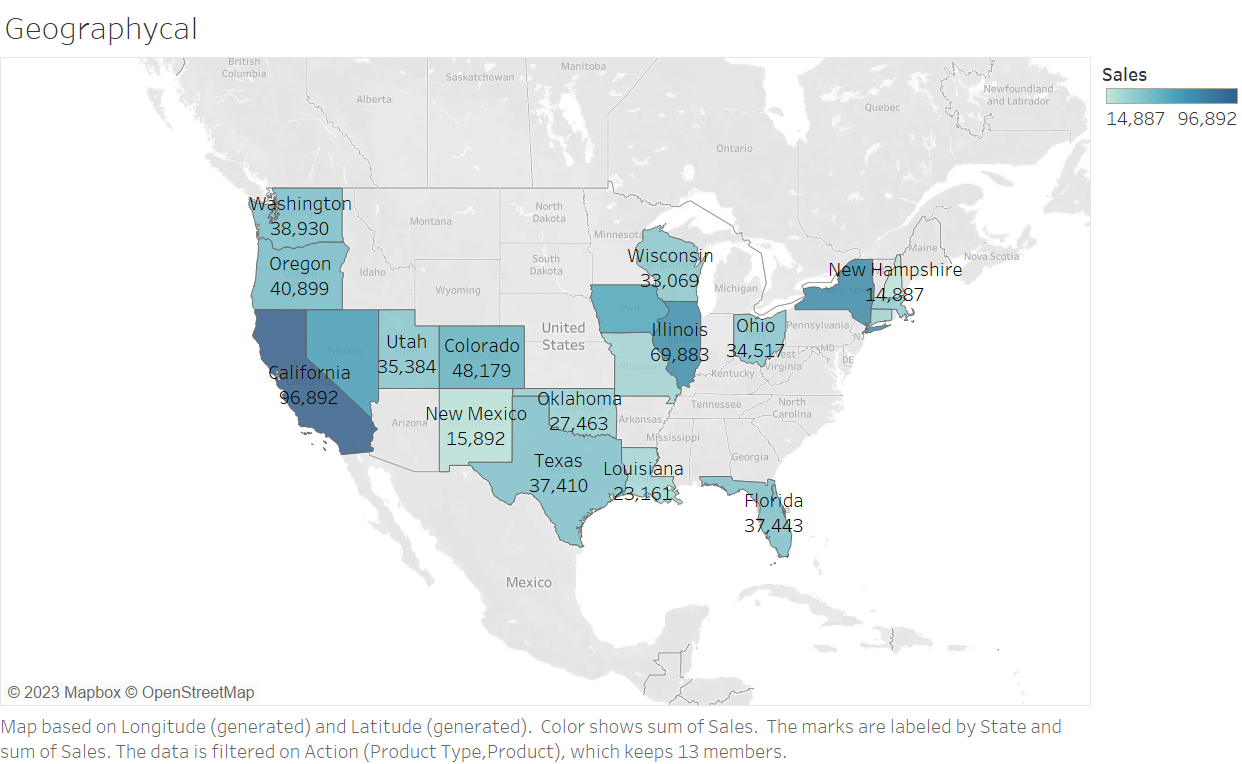 Geographycal
British
Columbia
Alberta
Saskatchewan
Manitoba
Ontario
Quebec
Newfoundland
and Labrador
Sales
14,887 96,892
Washington
38,930
Montana
North
Dakota
Minnesota
Wisconsin
33,069
Maine
Nova Scotia
Oregon
40,899
Idaho
South
Dakota
Wyoming
Michigan
New Hampshire
14,887
New York
Iowa
Nevada
Utah
35,384
Colorado
48,179
United
States
Illinois
69,883
Ohio
34,517
Pennsylvania
NJ
MD
DE
West
Virginia
Kentucky
Missouri
California
96,892
Arizona
New Mexico
15,892
Oklahoma
27,463
Arkansas
Tennessee
North
Carolina
Mississippi
Georgia
Texas
37,410
Louisiana
23,161
Florida
37,443
Mexico
© 2023 Mapbox © OpenStreetMap
Map based on Longitude (generated) and Latitude (generated).  Color shows sum of Sales.  The marks are labeled by State and
sum of Sales. The data is filtered on Action (Product Type,Product), which keeps 13 members.